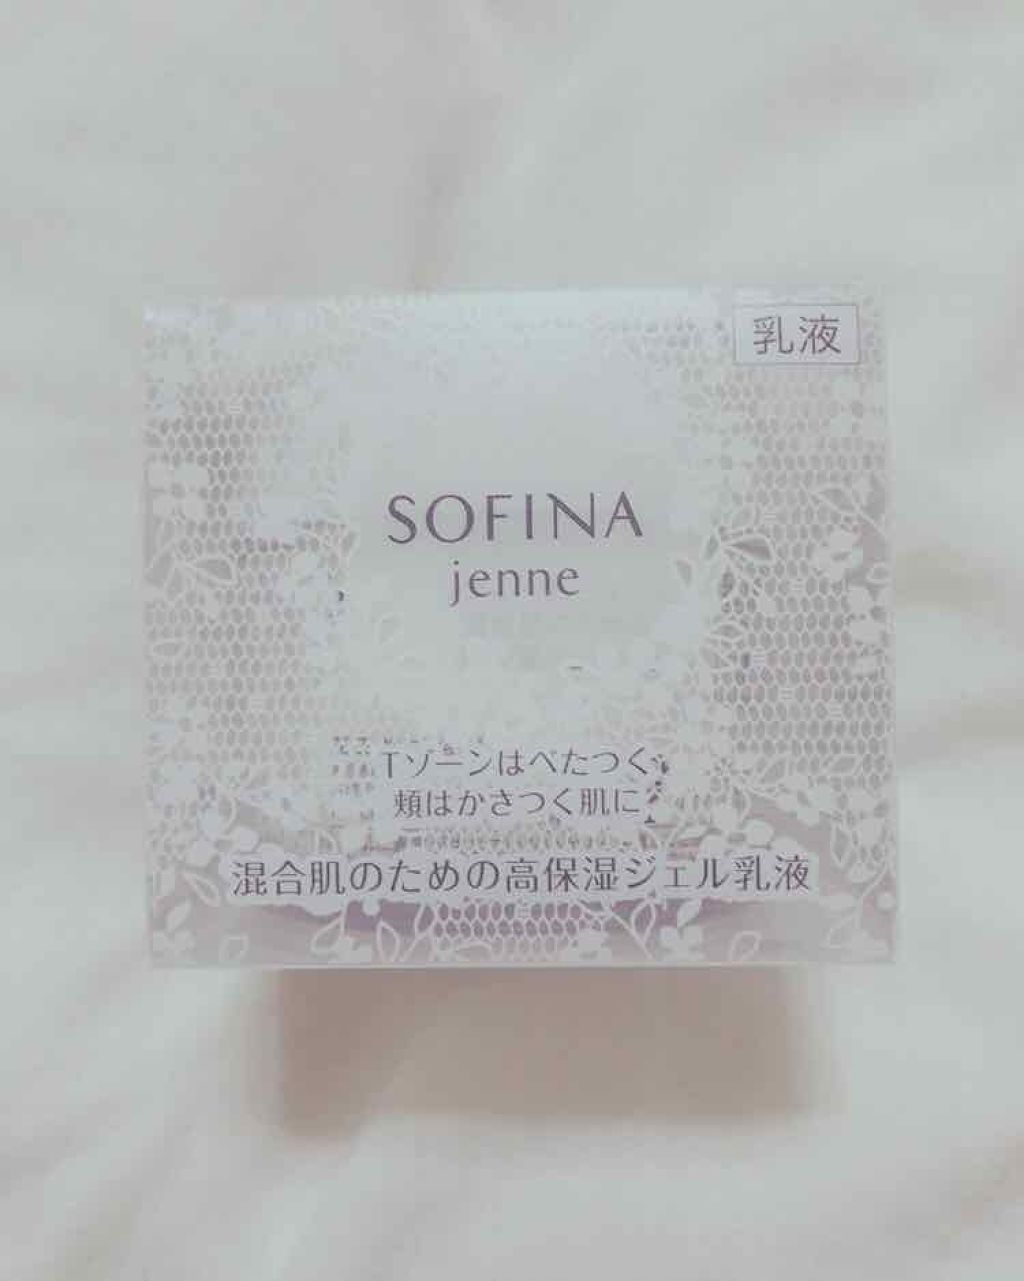 乳液
SOFINA
jenne
Tゾーンはべたつく
頬はかさつく肌に
混合肌のための高保湿ジェル乳液